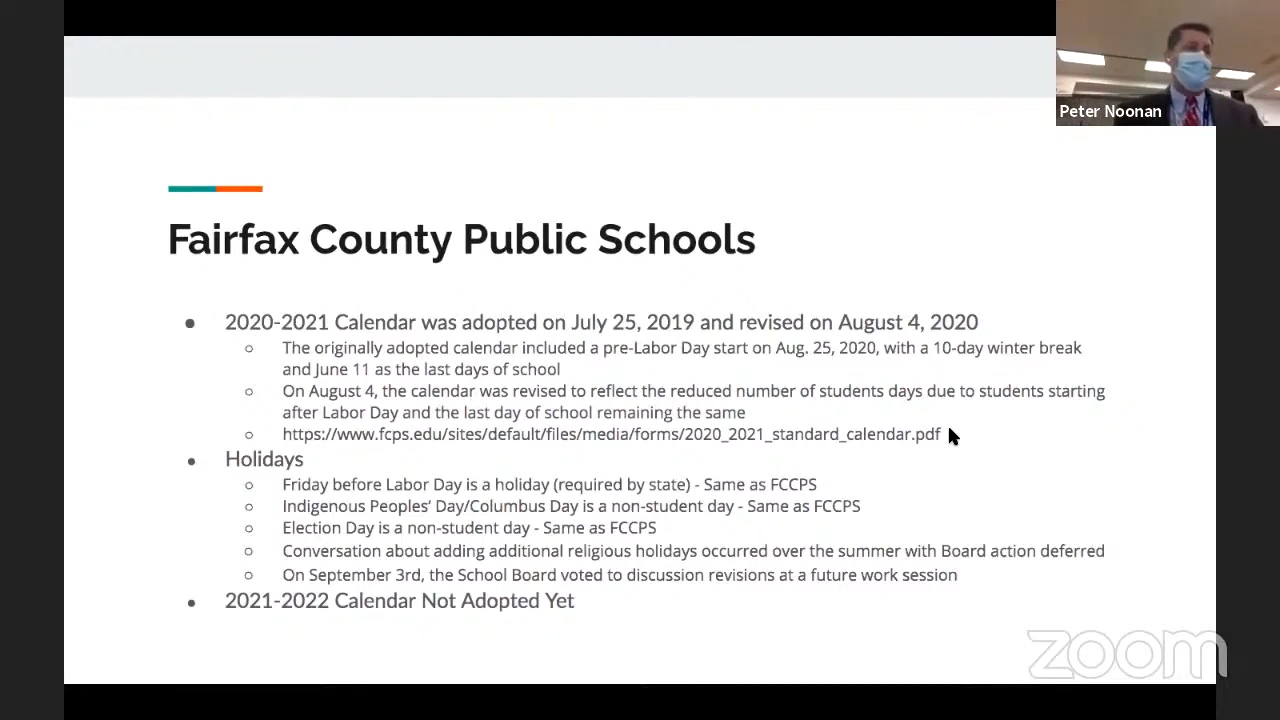 Peter Noonan
Fairfax County Public Schools
2020-2021 Calendar was adopted on July 25, 2019 and revised on August 4, 2020
The originally adopted calendar included a pre-Labor Day start on Aug. 25, 2020, with a 10-day winter break
and June 11 as the last days of school
On August 4, the calendar was revised to reflect the reduced number of students days due to students starting
after Labor Day and the last day of school remaining the same
https://www.fcps.edu/sites/default/files/media/forms/2020_2021_standard_calendar.pdf
Holidays
Friday before Labor Day is a holiday (required by state) - Same as FCCPS
Indigenous Peoples' Day/Columbus Day is a non-student day - Same as FCCPS
Election Day is a non-student day - Same as FCCPS
Conversation about adding additional religious holidays occurred over the summer with Board action deferred
On September 3rd, the School Board voted to discussion revisions at a future work session
2021-2022 Calendar Not Adopted Yet
zoom